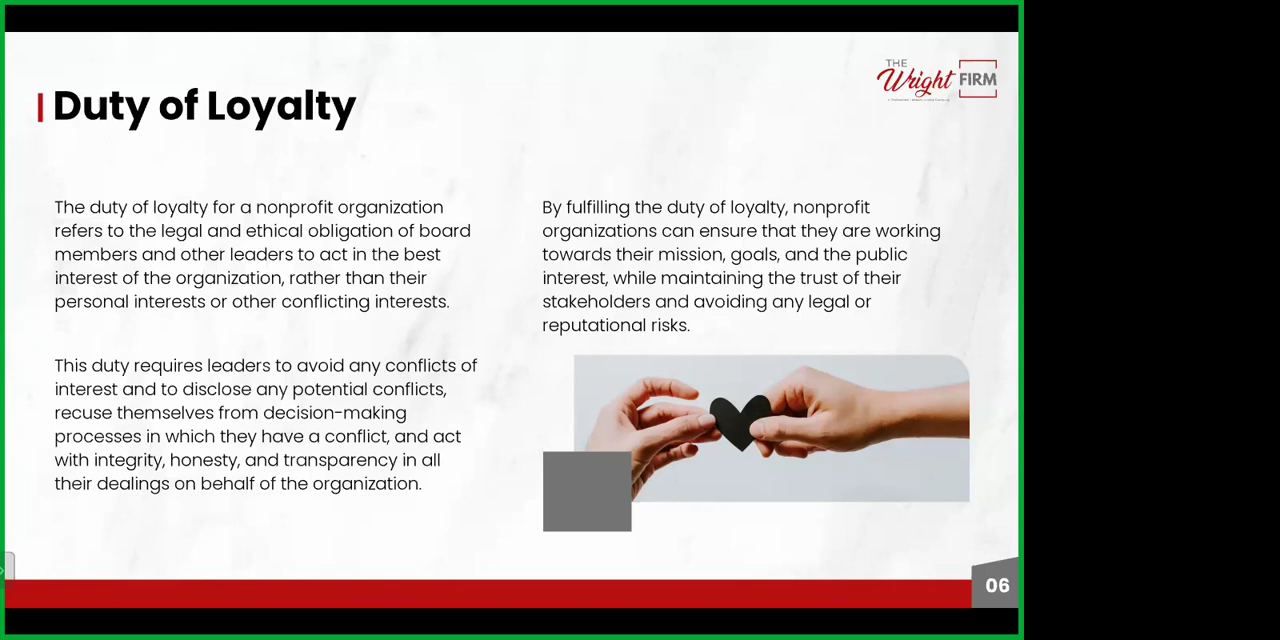 THE
Wright FIRM
Duty of Loyalty
The duty of loyalty for a nonprofit organization
refers to the legal and ethical obligation of board
members and other leaders to act in the best
interest of the organization, rather than their
personal interests or other conflicting interests.
This duty requires leaders to avoid any conflicts of
interest and to disclose any potential conflicts,
recuse themselves from decision-making
processes in which they have a conflict, and act
with integrity, honesty, and transparency in all
their dealings on behalf of the organization.
By fulfilling the duty of loyalty, nonprofit
organizations can ensure that they are working
towards their mission, goals, and the public
interest, while maintaining the trust of their
stakeholders and avoiding any legal or
reputational risks.
06